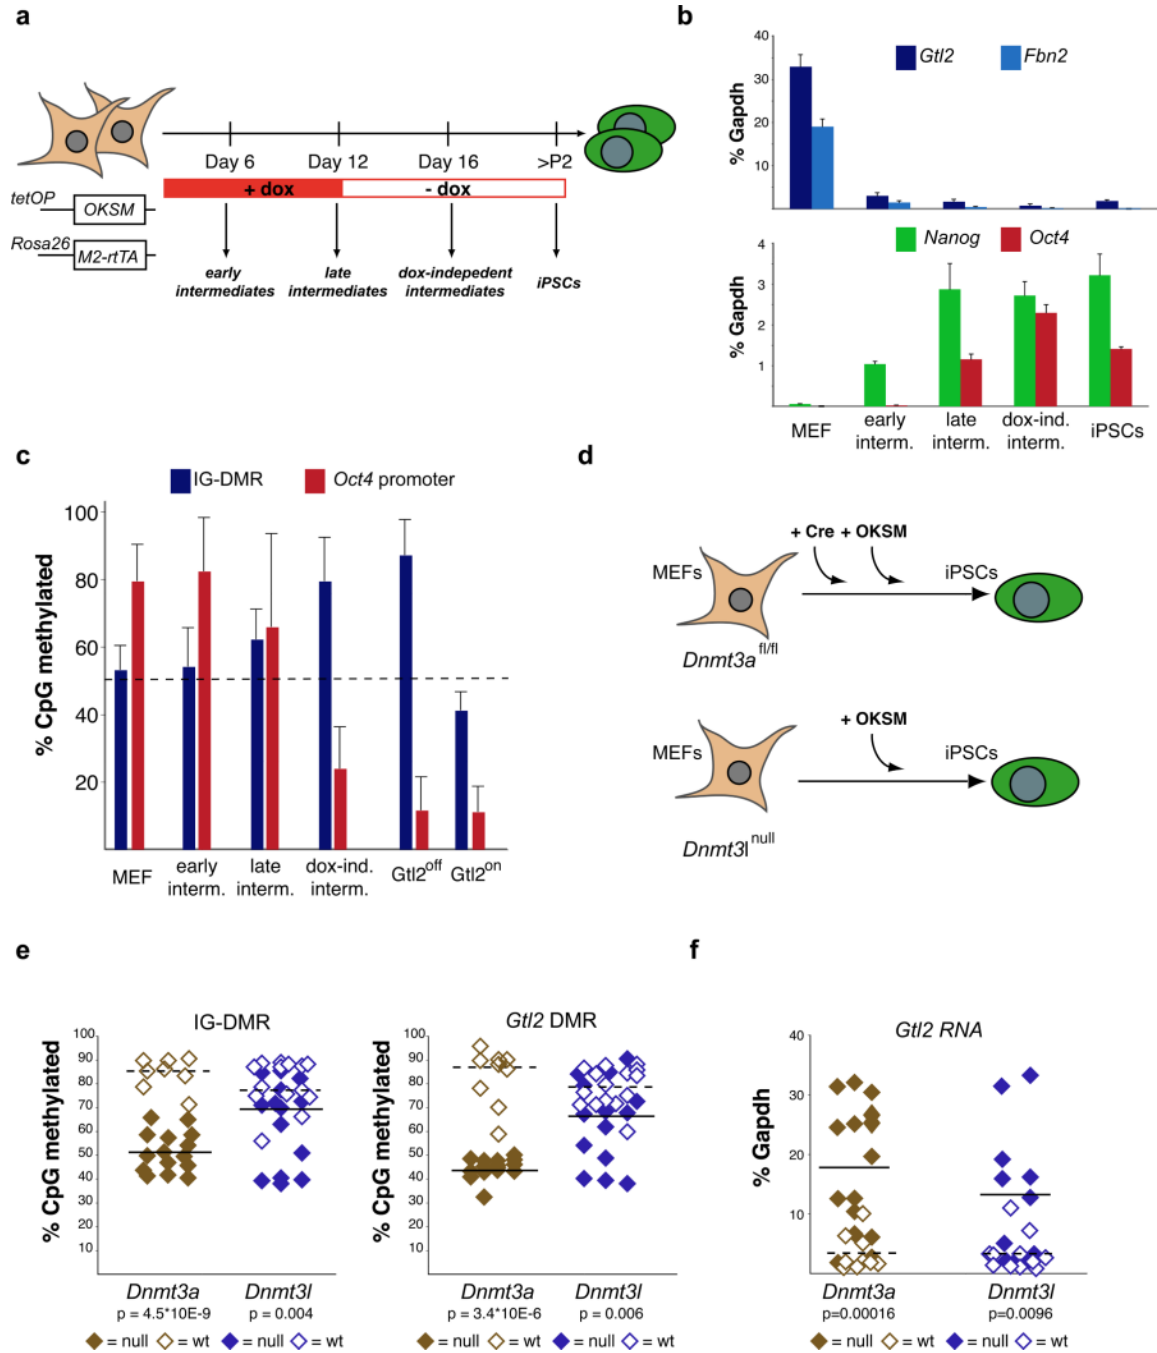 a
Day 6
Day 12
Day 16
>P2
+ dox
- dox
tetOP
OKSM
Rosa26
M2-rtTA
early
intermediates
late
intermediates
dox-indepedent
intermediates
iPSCs
b
% Gapdh
40
30
20
10
Gtl2
Fbn2
% Gapdh
4
3
2
1
Nanog
Oct4
MEF
early
interm.
late
interm.
dox-ind.
interm.
iPSCs
c
IG-DMR
Oct4 promoter
% CpG methylated
100
80
60
40
20
MEF
early
interm.
late
interm.
dox-ind.
interm.
Gtl2off
Gtl2on
d
+ Cre + OKSM
MEFs
iPSCs
Dnmt3a fl/fl
+ OKSM
MEFs
iPSCs
Dnmt3l null
e
IG-DMR
% CpG methylated
100
90
80
70
60
50
40
30
20
10
Dnmt3a
p = 4.5*10E-9
Dnmt3l
p = 0.004
= null = wt = null = wt
Gtl2 DMR
% CpG methylated
100
90
80
70
60
50
40
30
20
10
Dnmt3a
p = 3.4*10E-6
Dnmt3l
p = 0.006
= null = wt = null = wt
f
Gtl2 RNA
% Gapdh
40
30
20
10
Dnmt3a
p=0.00016
Dnmt3l
p=0.0096
= null = wt = null = wt